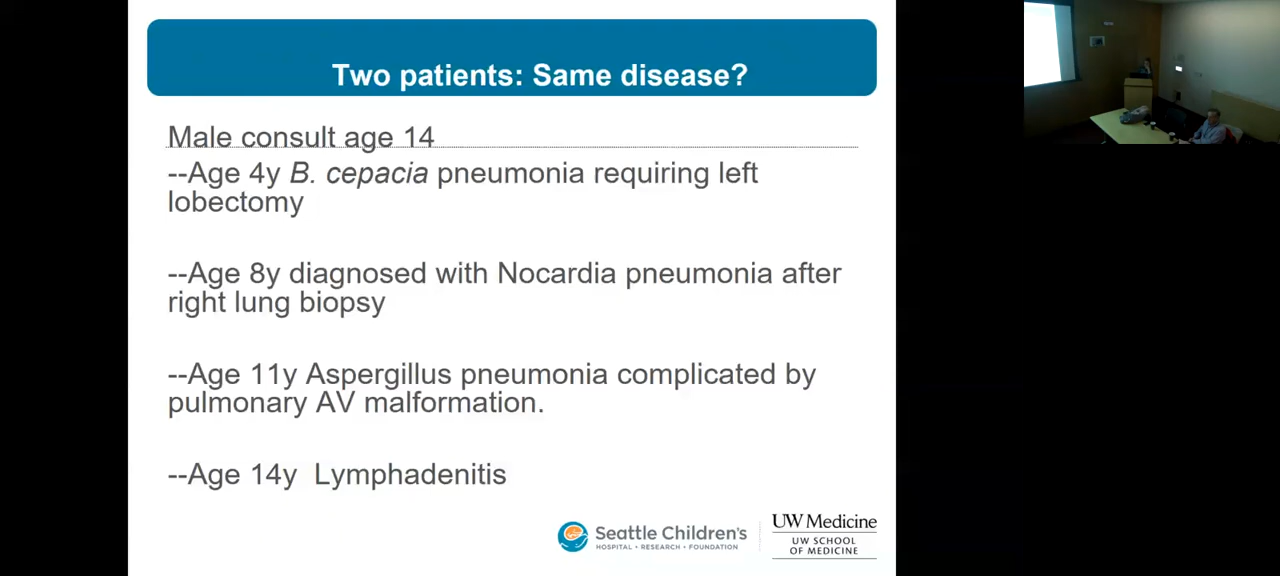 Two patients: Same disease?
Male consult age 14
--Age 4y B. cepacia pneumonia requiring left
lobectomy
--Age 8y diagnosed with Nocardia pneumonia after
right lung biopsy
--Age 11y Aspergillus pneumonia complicated by
pulmonary AV malformation.
--Age 14y Lymphadenitis
Seattle Children's
HOSPITAL • RESEARCH • FOUNDATION
UW Medicine
UW SCHOOL
OF MEDICINE